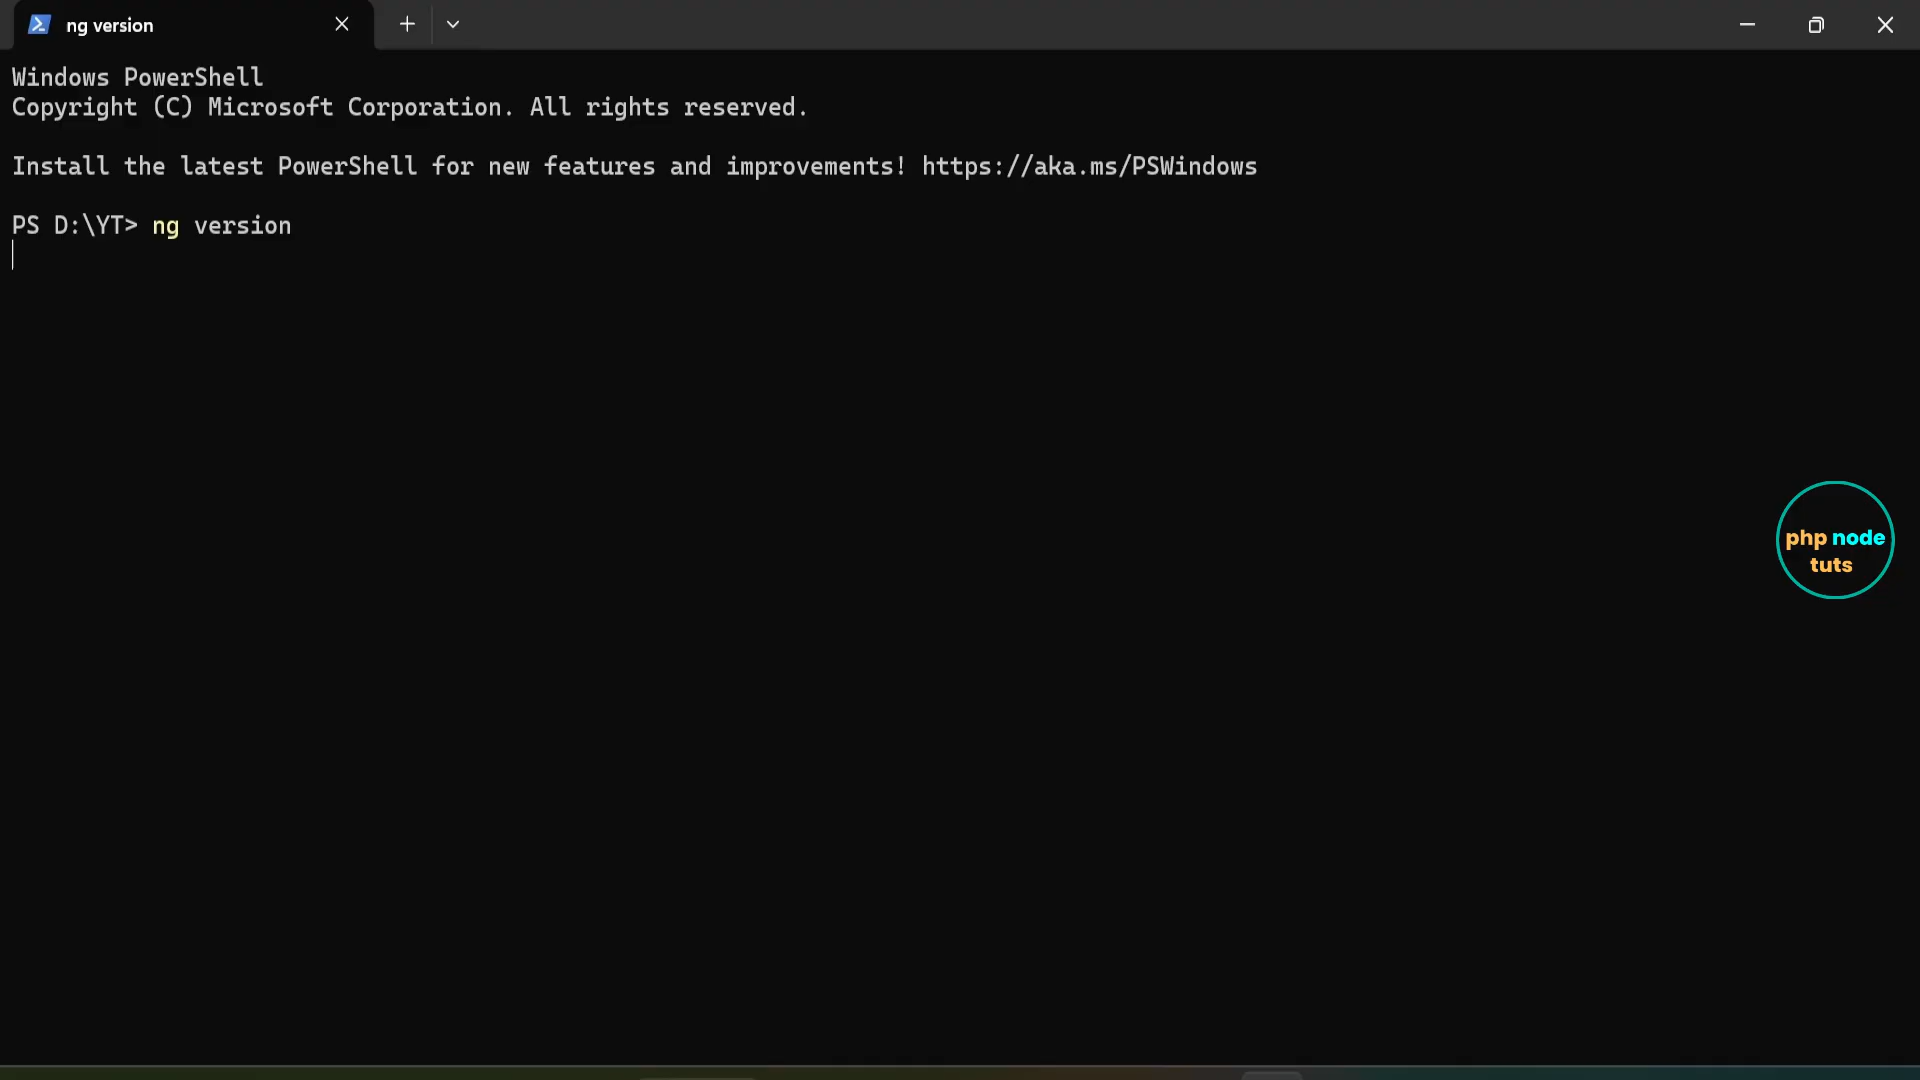 ng version
Windows PowerShell
Copyright (C) Microsoft Corporation. All rights reserved.
Install the latest PowerShell for new features and improvements! https://aka.ms/PSWindows
PS D:\YT> ng version
php node
tuts